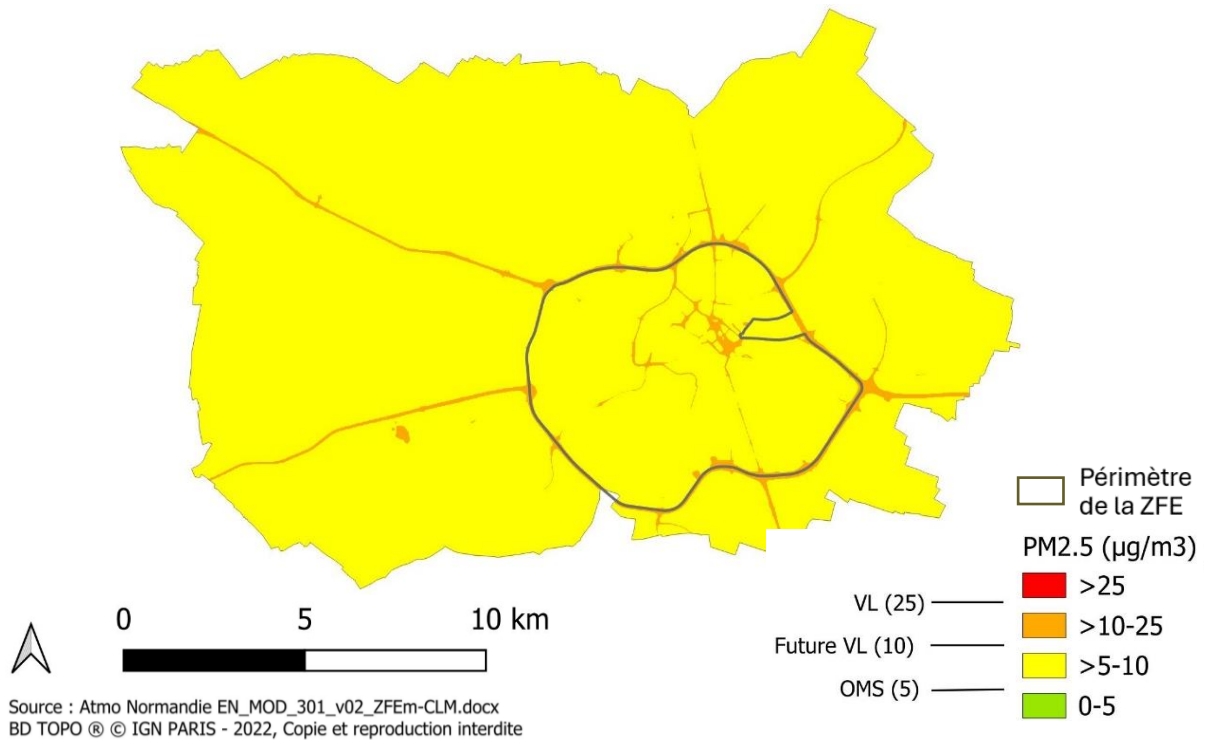 Périmètre
de la ZFE
PM2.5 (µg/m3)
>25
VL (25)
>10-25
Future VL (10)
>5-10
OMS (5)
0-5
0 5 10 km
Source : Atmo Normandie EN_MOD_301_v02_ZFEm-CLM.docx
BD TOPO ® © IGN PARIS - 2022, Copie et reproduction interdite